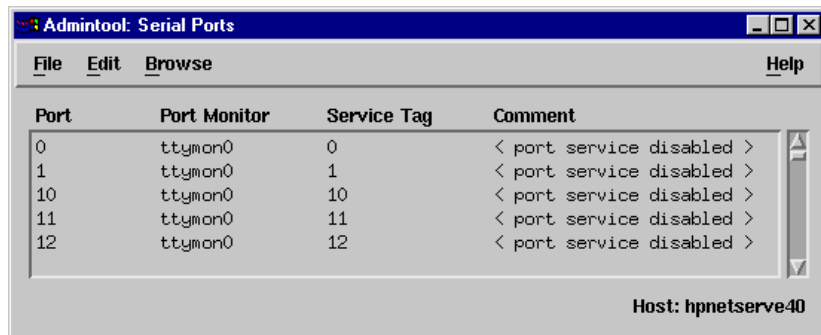 Admintool: Serial Ports
File Edit Browse Help
Port Port Monitor Service Tag Comment
0 ttymon0 0 < port service disabled >
1 ttymon0 1 < port service disabled >
10 ttymon0 10 < port service disabled >
11 ttymon0 11 < port service disabled >
12 ttymon0 12 < port service disabled >
Host: hpnetserve40